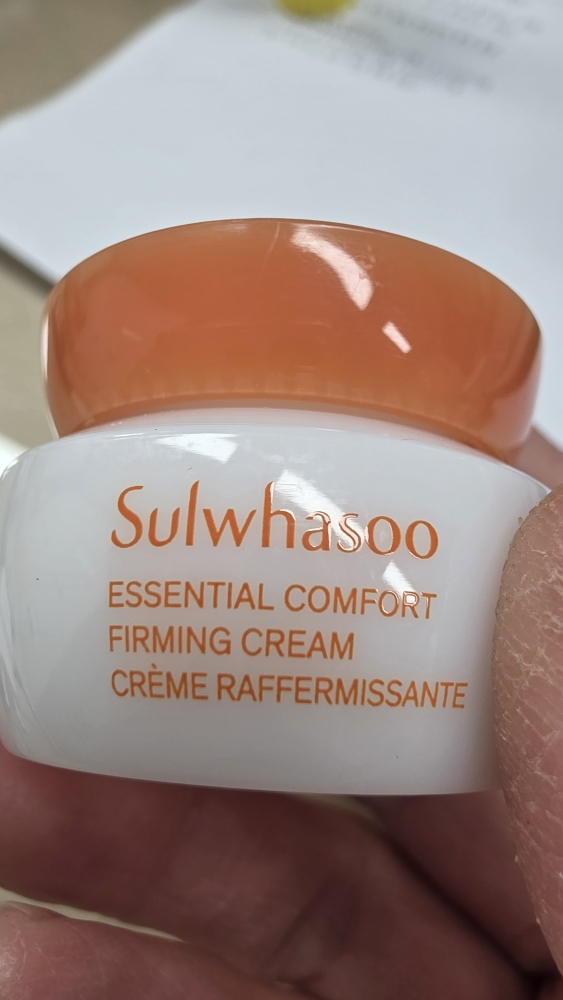 Sulwhasoo
ESSENTIAL COMFORT
FIRMING CREAM
CRÈME RAFFERMISSANTE